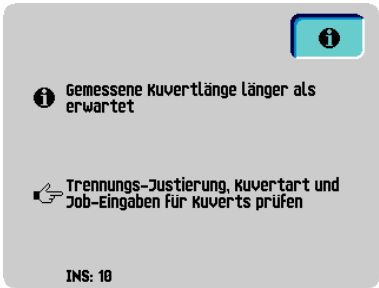 Gemessene Kuvertlänge länger als
erwartet
Trennungs-Justierung, Kuvertart und
Job-Eingaben für Kuverts prüfen
INS: 10